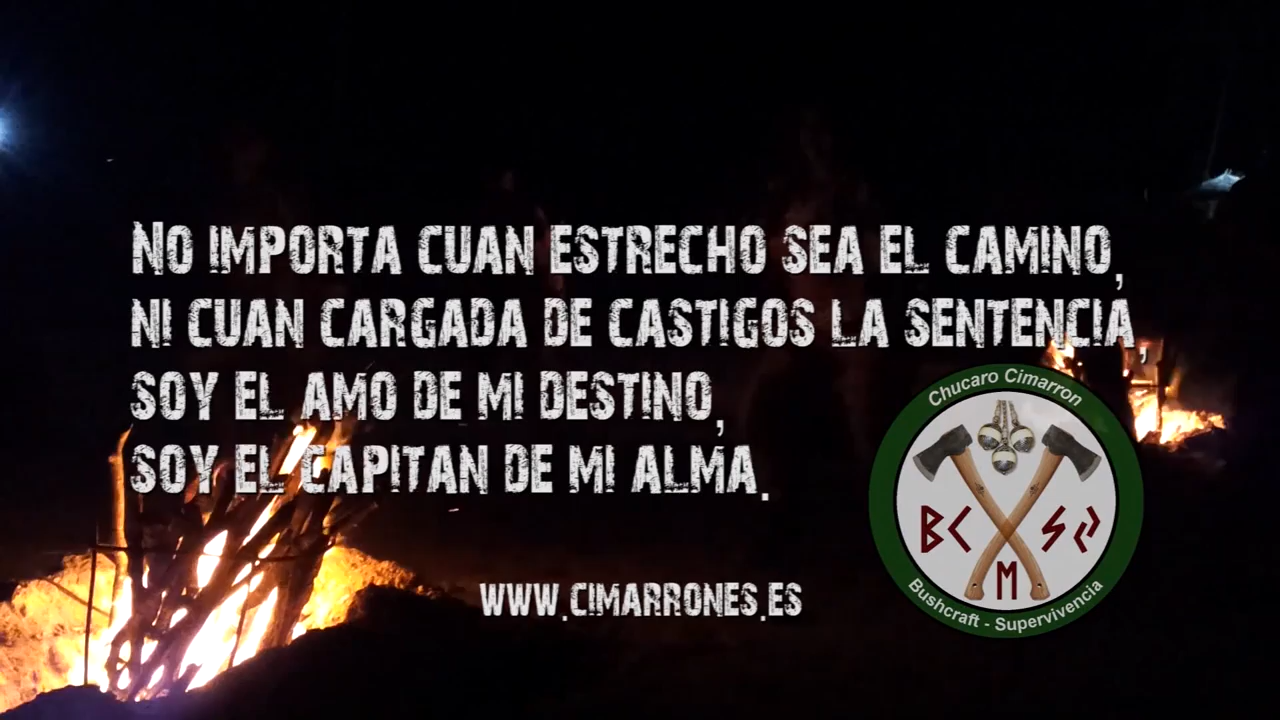 No importa cuan estrecho sea el camino,
ni cuan cargada de castigos la sentencia,
soy el amo de mi destino,
soy el capitan de mi alma.
Chucaro Cimarron
Bushcraft - Supervivencia
www.cimarrones.es